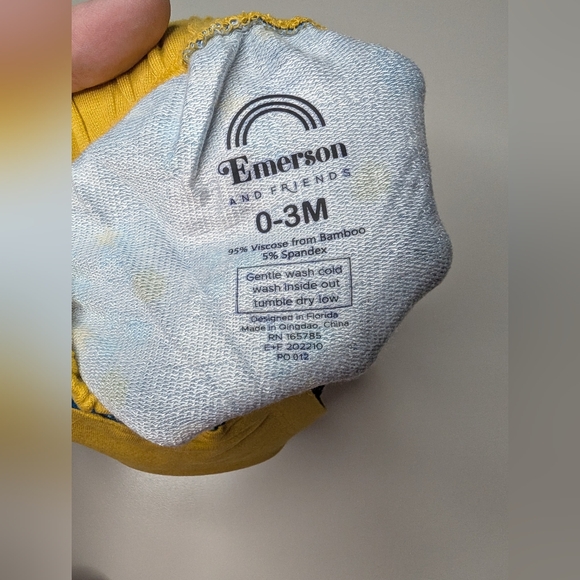 Emerson
AND FRIENDS
0-3M
95% Viscose from Bamboo
5% Spandex
Gentle wash cold
wash inside out
tumble dry low
Designed in Florida
Made in Qingdao, China
RN 165785
E+F 202210
PO 012